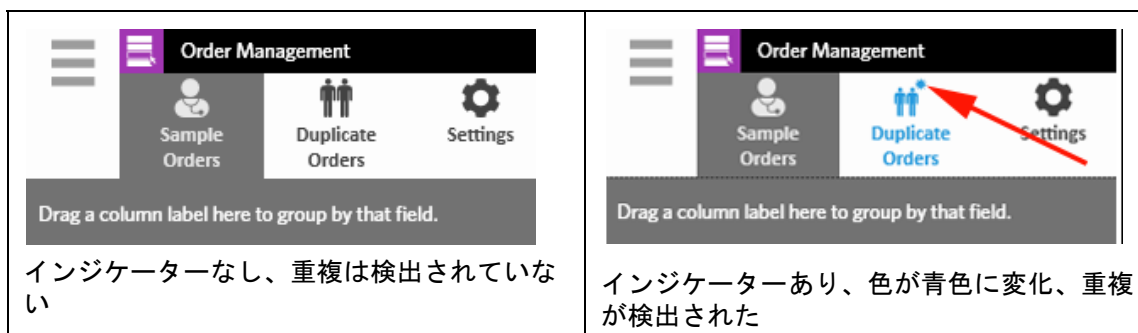 Order Management
Sample
Orders
Duplicate
Orders
Settings
Drag a column label here to group by that field.
インジケーターなし、重複は検出されていな
い
Order Management
Sample
Orders
Duplicate
Orders
Settings
Drag a column label here to group by that field.
インジケーターあり、色が青色に変化、重複
が検出された